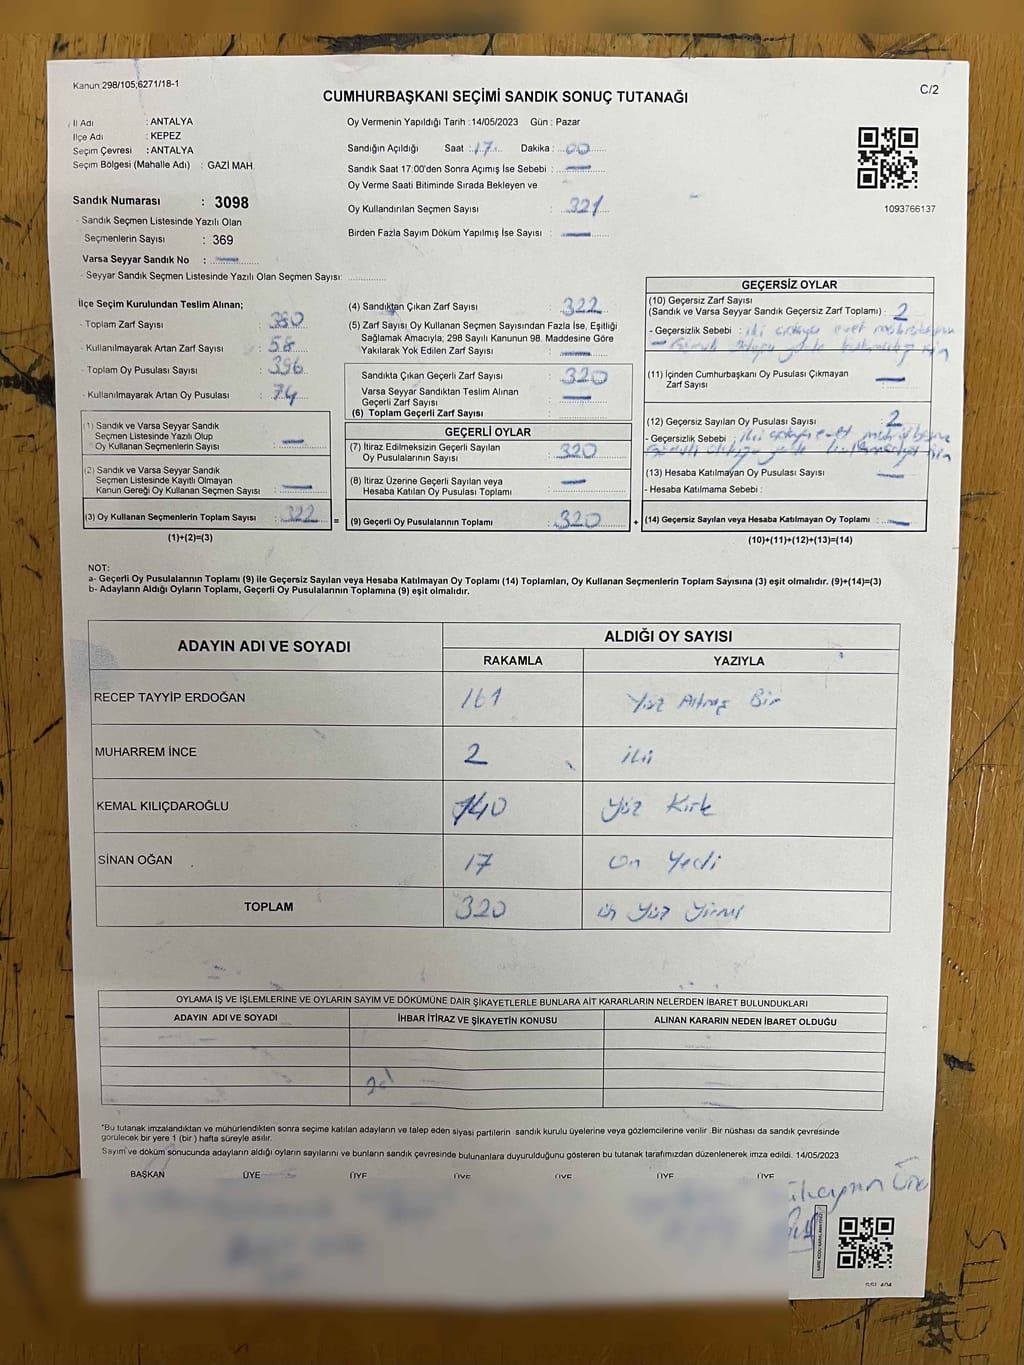 Kanun 298/105;6271/18-1
C/2
CUMHURBAŞKANI SEÇİMİ SANDIK SONUÇ TUTANAĞI
İl Adı : ANTALYA
İlçe Adı : KEPEZ
Seçim Çevresi : ANTALYA
Seçim Bölgesi (Mahalle Adı) : GAZİ MAH.
Sandık Numarası : 3098
- Sandık Seçmen Listesinde Yazılı Olan
Seçmenlerin Sayısı : 369
Varsa Seyyar Sandık No : —
- Seyyar Sandık Seçmen Listesinde Yazılı Olan Seçmen Sayısı:
Oy Vermenin Yapıldığı Tarih :14/05/2023 Gün : Pazar
Sandığın Açıldığı Saat : 17 Dakika : 00
Sandık Saat 17:00'den Sonra Açımış İse Sebebi : —
Oy Verme Saati Bitiminde Sırada Bekleyen ve
Oy Kullandırılan Seçmen Sayısı : 321
Birden Fazla Sayım Döküm Yapılmış İse Sayısı : —
1093766137
İlçe Seçim Kurulundan Teslim Alınan;
- Toplam Zarf Sayısı : 380
- Kullanılmayarak Artan Zarf Sayısı : 58
- Toplam Oy Pusulası Sayısı : 396
- Kullanılmayarak Artan Oy Pusulası : 74
(1) Sandık ve Varsa Seyyar Sandık
Seçmen Listesinde Yazılı Olup
Oy Kullanan Seçmenlerin Sayısı : —
(2) Sandık ve Varsa Seyyar Sandık
Seçmen Listesinde Kayıtlı Olmayan
Kanun Gereği Oy Kullanan Seçmen Sayısı : —
(3) Oy Kullanan Seçmenlerin Toplam Sayısı : 322
(1)+(2)=(3)
(4) Sandıktan Çıkan Zarf Sayısı : 322
(5) Zarf Sayısı Oy Kullanan Seçmen Sayısından Fazla İse, Eşitliği
Sağlamak Amacıyla; 298 Sayılı Kanunun 98. Maddesine Göre
Yakılarak Yok Edilen Zarf Sayısı : —
Sandıkta Çıkan Geçerli Zarf Sayısı : 320
Varsa Seyyar Sandıktan Teslim Alınan
Geçerli Zarf Sayısı : —
(6) Toplam Geçerli Zarf Sayısı :
GEÇERLİ OYLAR
(7) İtiraz Edilmeksizin Geçerli Sayılan
Oy Pusulalarının Sayısı : 320
(8) İtiraz Üzerine Geçerli Sayılan veya
Hesaba Katılan Oy Pusulası Toplamı : —
= (9) Geçerli Oy Pusulalarının Toplamı : 320 +
GEÇERSİZ OYLAR
(10) Geçersiz Zarf Sayısı
(Sandık ve Varsa Seyyar Sandık Geçersiz Zarf Toplamı) : 2
- Geçersizlik Sebebi : iki evet
(11) İçinden Cumhurbaşkanı Oy Pusulası Çıkmayan
Zarf Sayısı —
(12) Geçersiz Sayılan Oy Pusulası Sayısı : 2
- Geçersizlik Sebebi : iki evet
(13) Hesaba Katılmayan Oy Pusulası Sayısı : —
- Hesaba Katılmama Sebebi :
(14) Geçersiz Sayılan veya Hesaba Katılmayan Oy Toplamı : —
(10)+(11)+(12)+(13)=(14)
NOT:
a- Geçerli Oy Pusulalarının Toplamı (9) ile Geçersiz Sayılan veya Hesaba Katılmayan Oy Toplamı (14) Toplamları, Oy Kullanan Seçmenlerin Toplam Sayısına (3) eşit olmalıdır. (9)+(14)=(3)
b- Adayların Aldığı Oyların Toplamı, Geçerli Oy Pusulalarının Toplamına (9) eşit olmalıdır.
ADAYIN ADI VE SOYADI ALDIĞI OY SAYISI
RAKAMLA YAZIYLA
RECEP TAYYİP ERDOĞAN 161 Yüz Altmış Bir
MUHARREM İNCE 2 iki
KEMAL KILIÇDAROĞLU 140 Yüz Kırk
SİNAN OĞAN 17 On Yedi
TOPLAM 320 üç Yüz Yirmi
OYLAMA İŞ VE İŞLEMLERİNE VE OYLARIN SAYIM VE DÖKÜMÜNE DAİR ŞİKAYETLERLE BUNLARA AİT KARARLARIN NELERDEN İBARET BULUNDUKLARI
ADAYIN ADI VE SOYADI İHBAR İTİRAZ VE ŞİKAYETİN KONUSU ALINAN KARARIN NEDEN İBARET OLDUĞU
"Bu tutanak imzalandıktan ve mühürlendikten sonra seçime katılan adayların ve talep eden siyasi partilerin sandık kurulu üyelerine veya gözlemcilerine verilir .Bir nüshası da sandık çevresinde
görülecek bir yere 1 (bir ) hafta süreyle asılır.
Sayım ve döküm sonucunda adayların aldığı oyların sayılarını ve bunların sandık çevresinde bulunanlara duyurulduğunu gösteren bu tutanak tarafımızdan düzenlenerek imza edildi. 14/05/2023
BAŞKAN ÜYE ÜYE ÜYE ÜYE ÜYE ÜYE